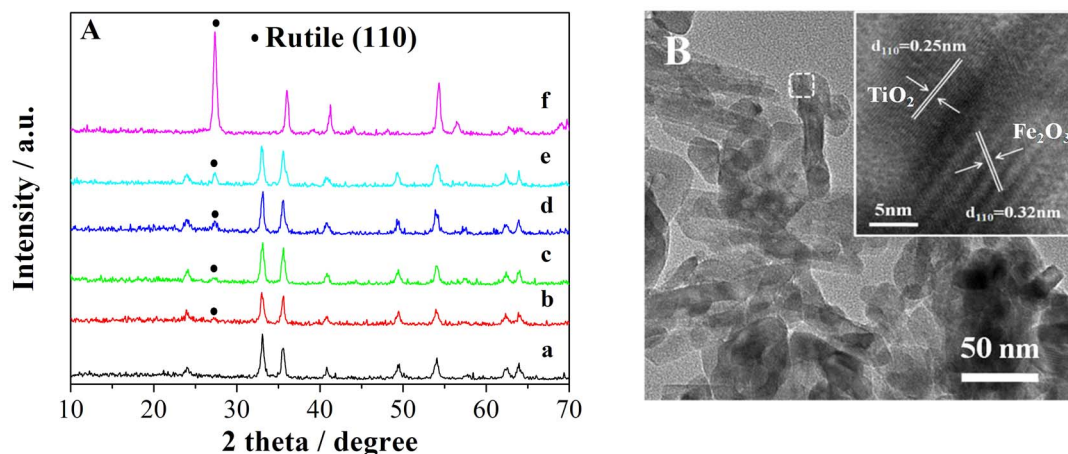 A
• Rutile (110)
f
e
d
c
b
a
Intensity / a.u.
10 20 30 40 50 60 70
2 theta / degree
B
d₁₁₀=0.25nm
TiO₂
Fe₂O₃
d₁₁₀=0.32nm
5nm
50 nm